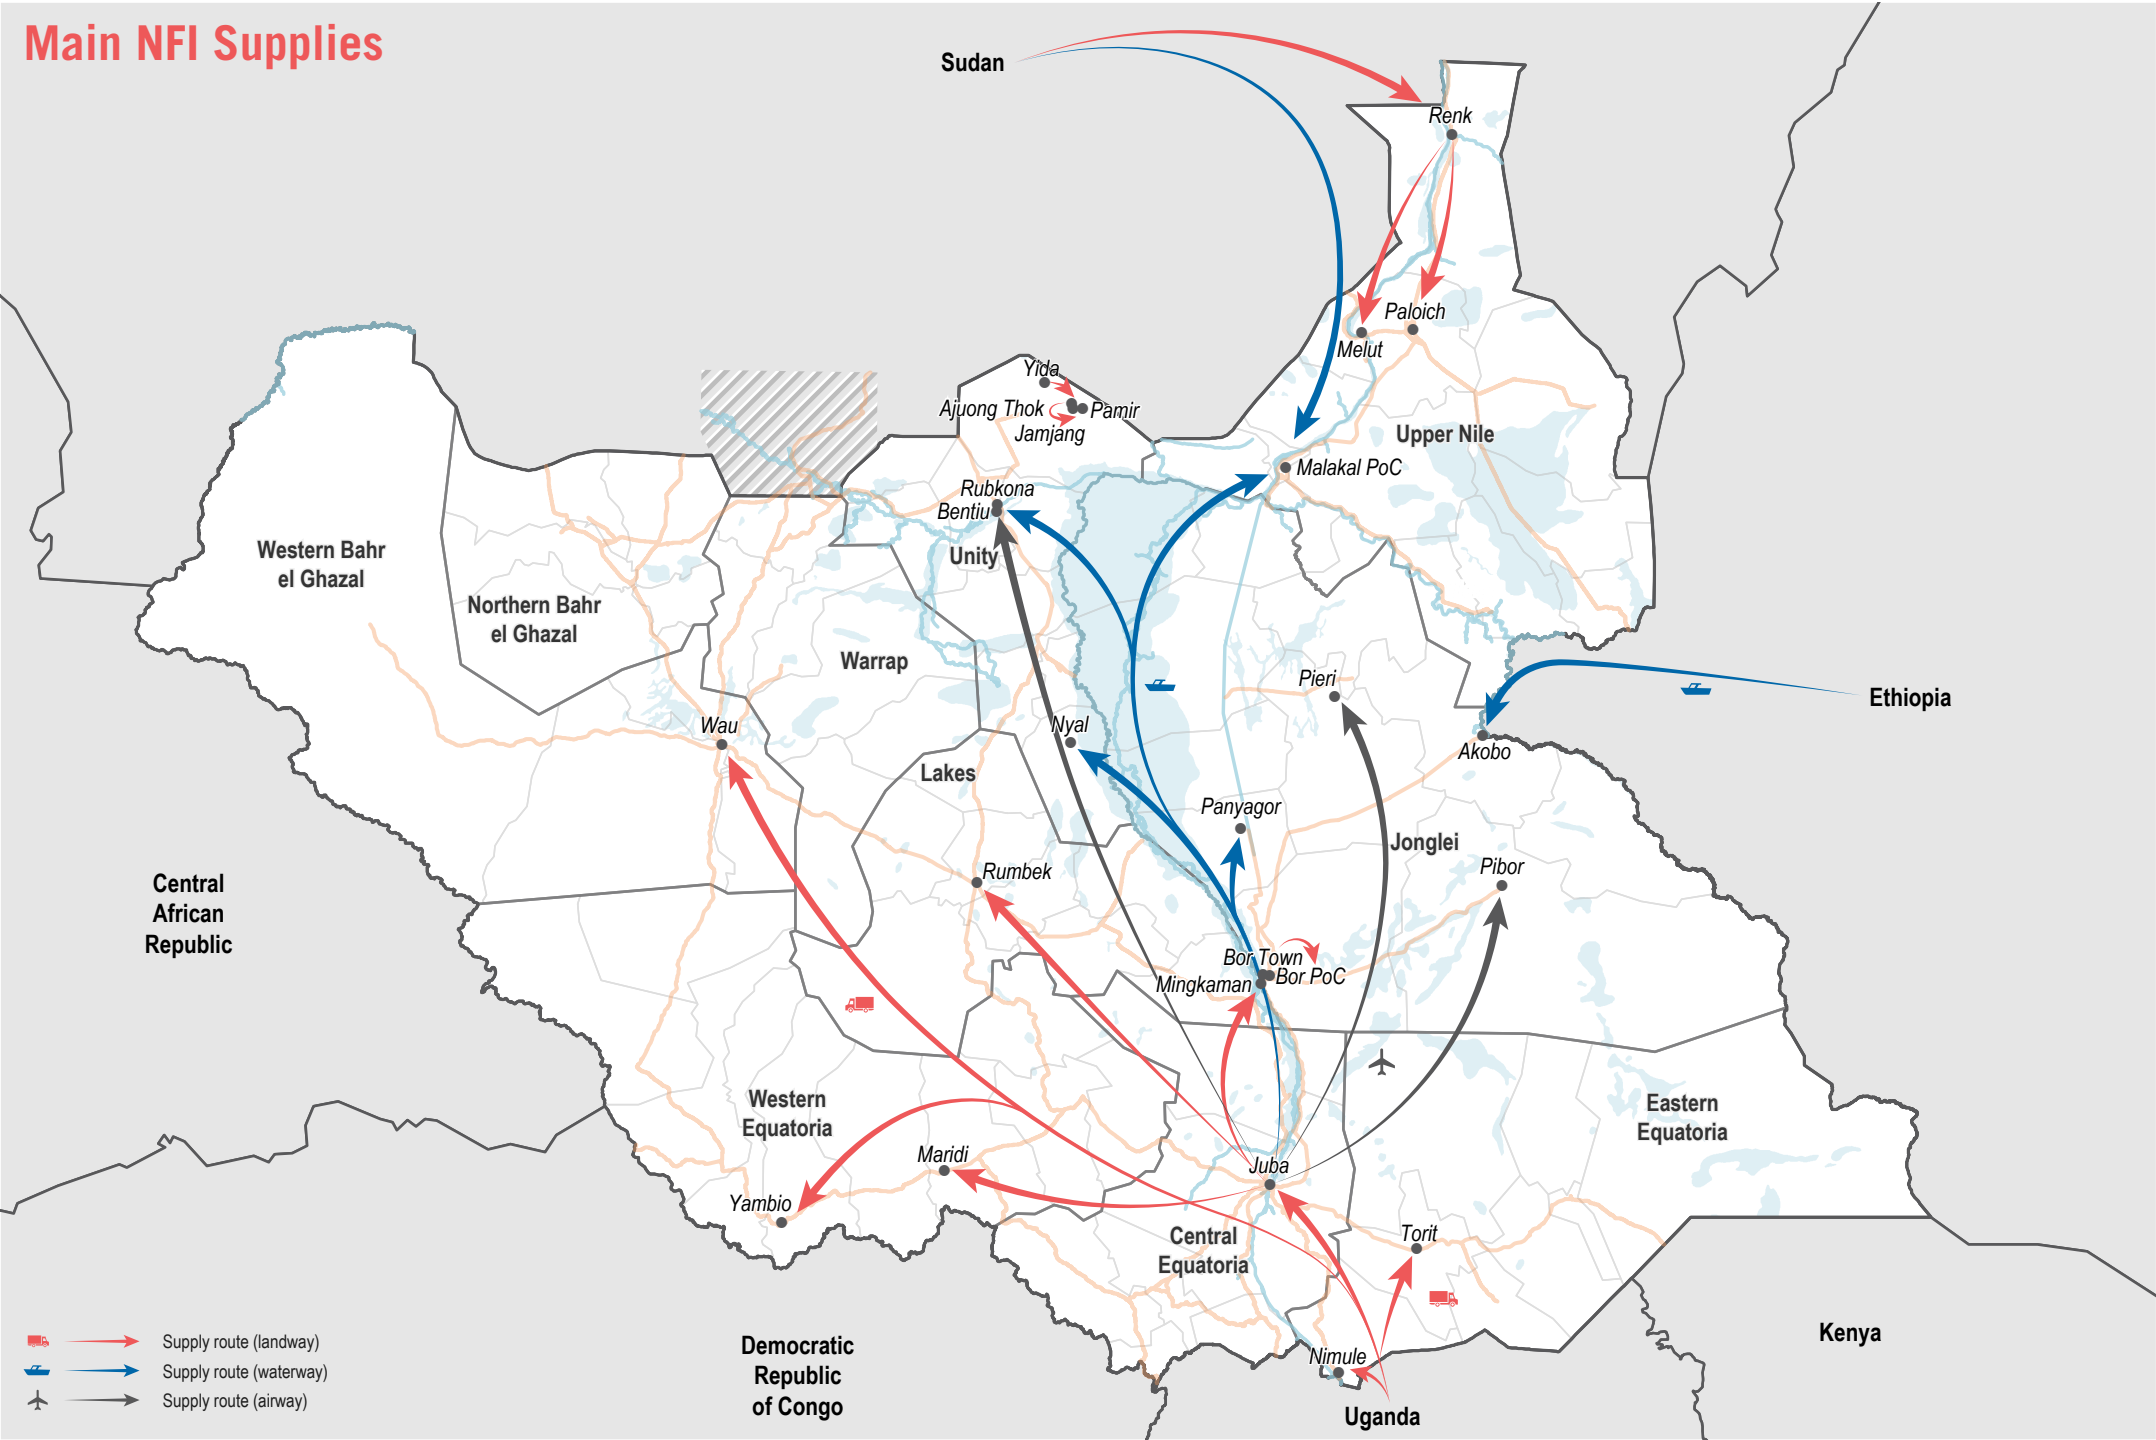 Main NFI Supplies
Sudan
Renk
Paloich
Melut
Yida
Ajuong Thok
Pamir
Jamjang
Upper Nile
Malakal PoC
Rubkona
Bentiu
Unity
Western Bahr
el Ghazal
Northern Bahr
el Ghazal
Warrap
Pieri
Ethiopia
Wau
Nyal
Akobo
Lakes
Panyagor
Jonglei
Rumbek
Pibor
Central
African
Republic
Bor Town
Bor PoC
Mingkaman
Western
Equatoria
Eastern
Equatoria
Maridi
Juba
Yambio
Central
Equatoria
Torit
Supply route (landway)
Supply route (waterway)
Supply route (airway)
Democratic
Republic
of Congo
Nimule
Kenya
Uganda